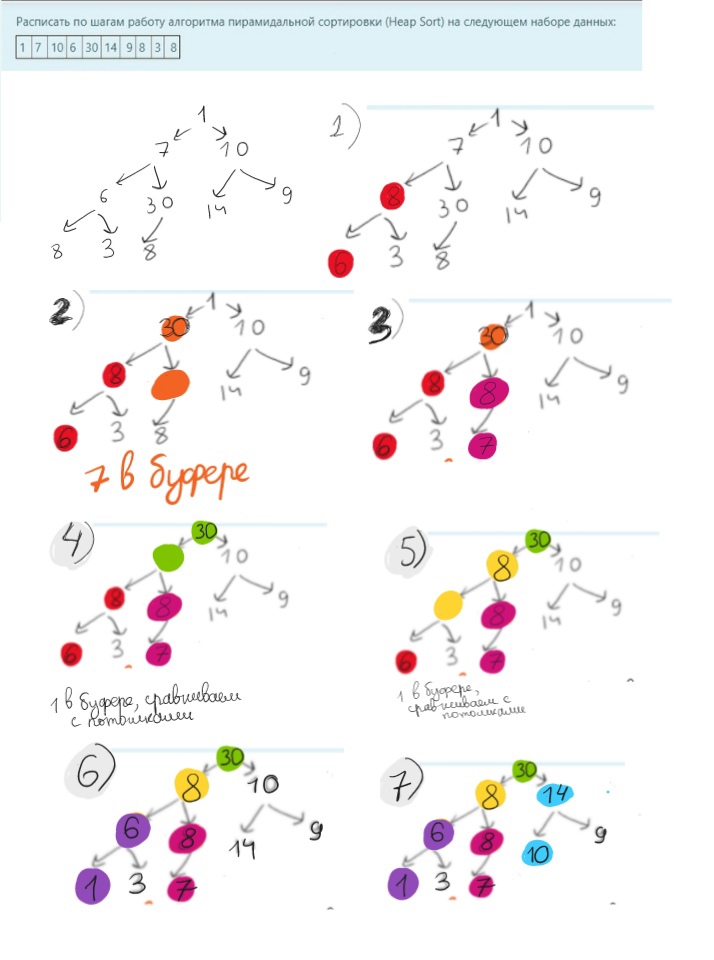 Расписать по шагам работу алгоритма пирамидальной сортировки (Heap Sort) на следующем наборе данных:
1 7 10 6 30 14 9 8 3 8
1
7 10
6 30 14 9
8 3 8
1)
1
7 10
8 30 14 9
6 3 8
2)
1
30 10
8 14 9
6 3 8
7 в буфере
3)
1
30 10
8 8 14 9
6 3 7
4)
30
10
8 8 14 9
6 3 7
1 в буфере, сравниваем
с потомками
5)
30
8 10
8 14 9
6 3 7
1 в буфере,
сравниваем с
потомками
6)
30
8 10
6 8 14 9
1 3 7
7)
30
8 14
6 8 10 9
1 3 7